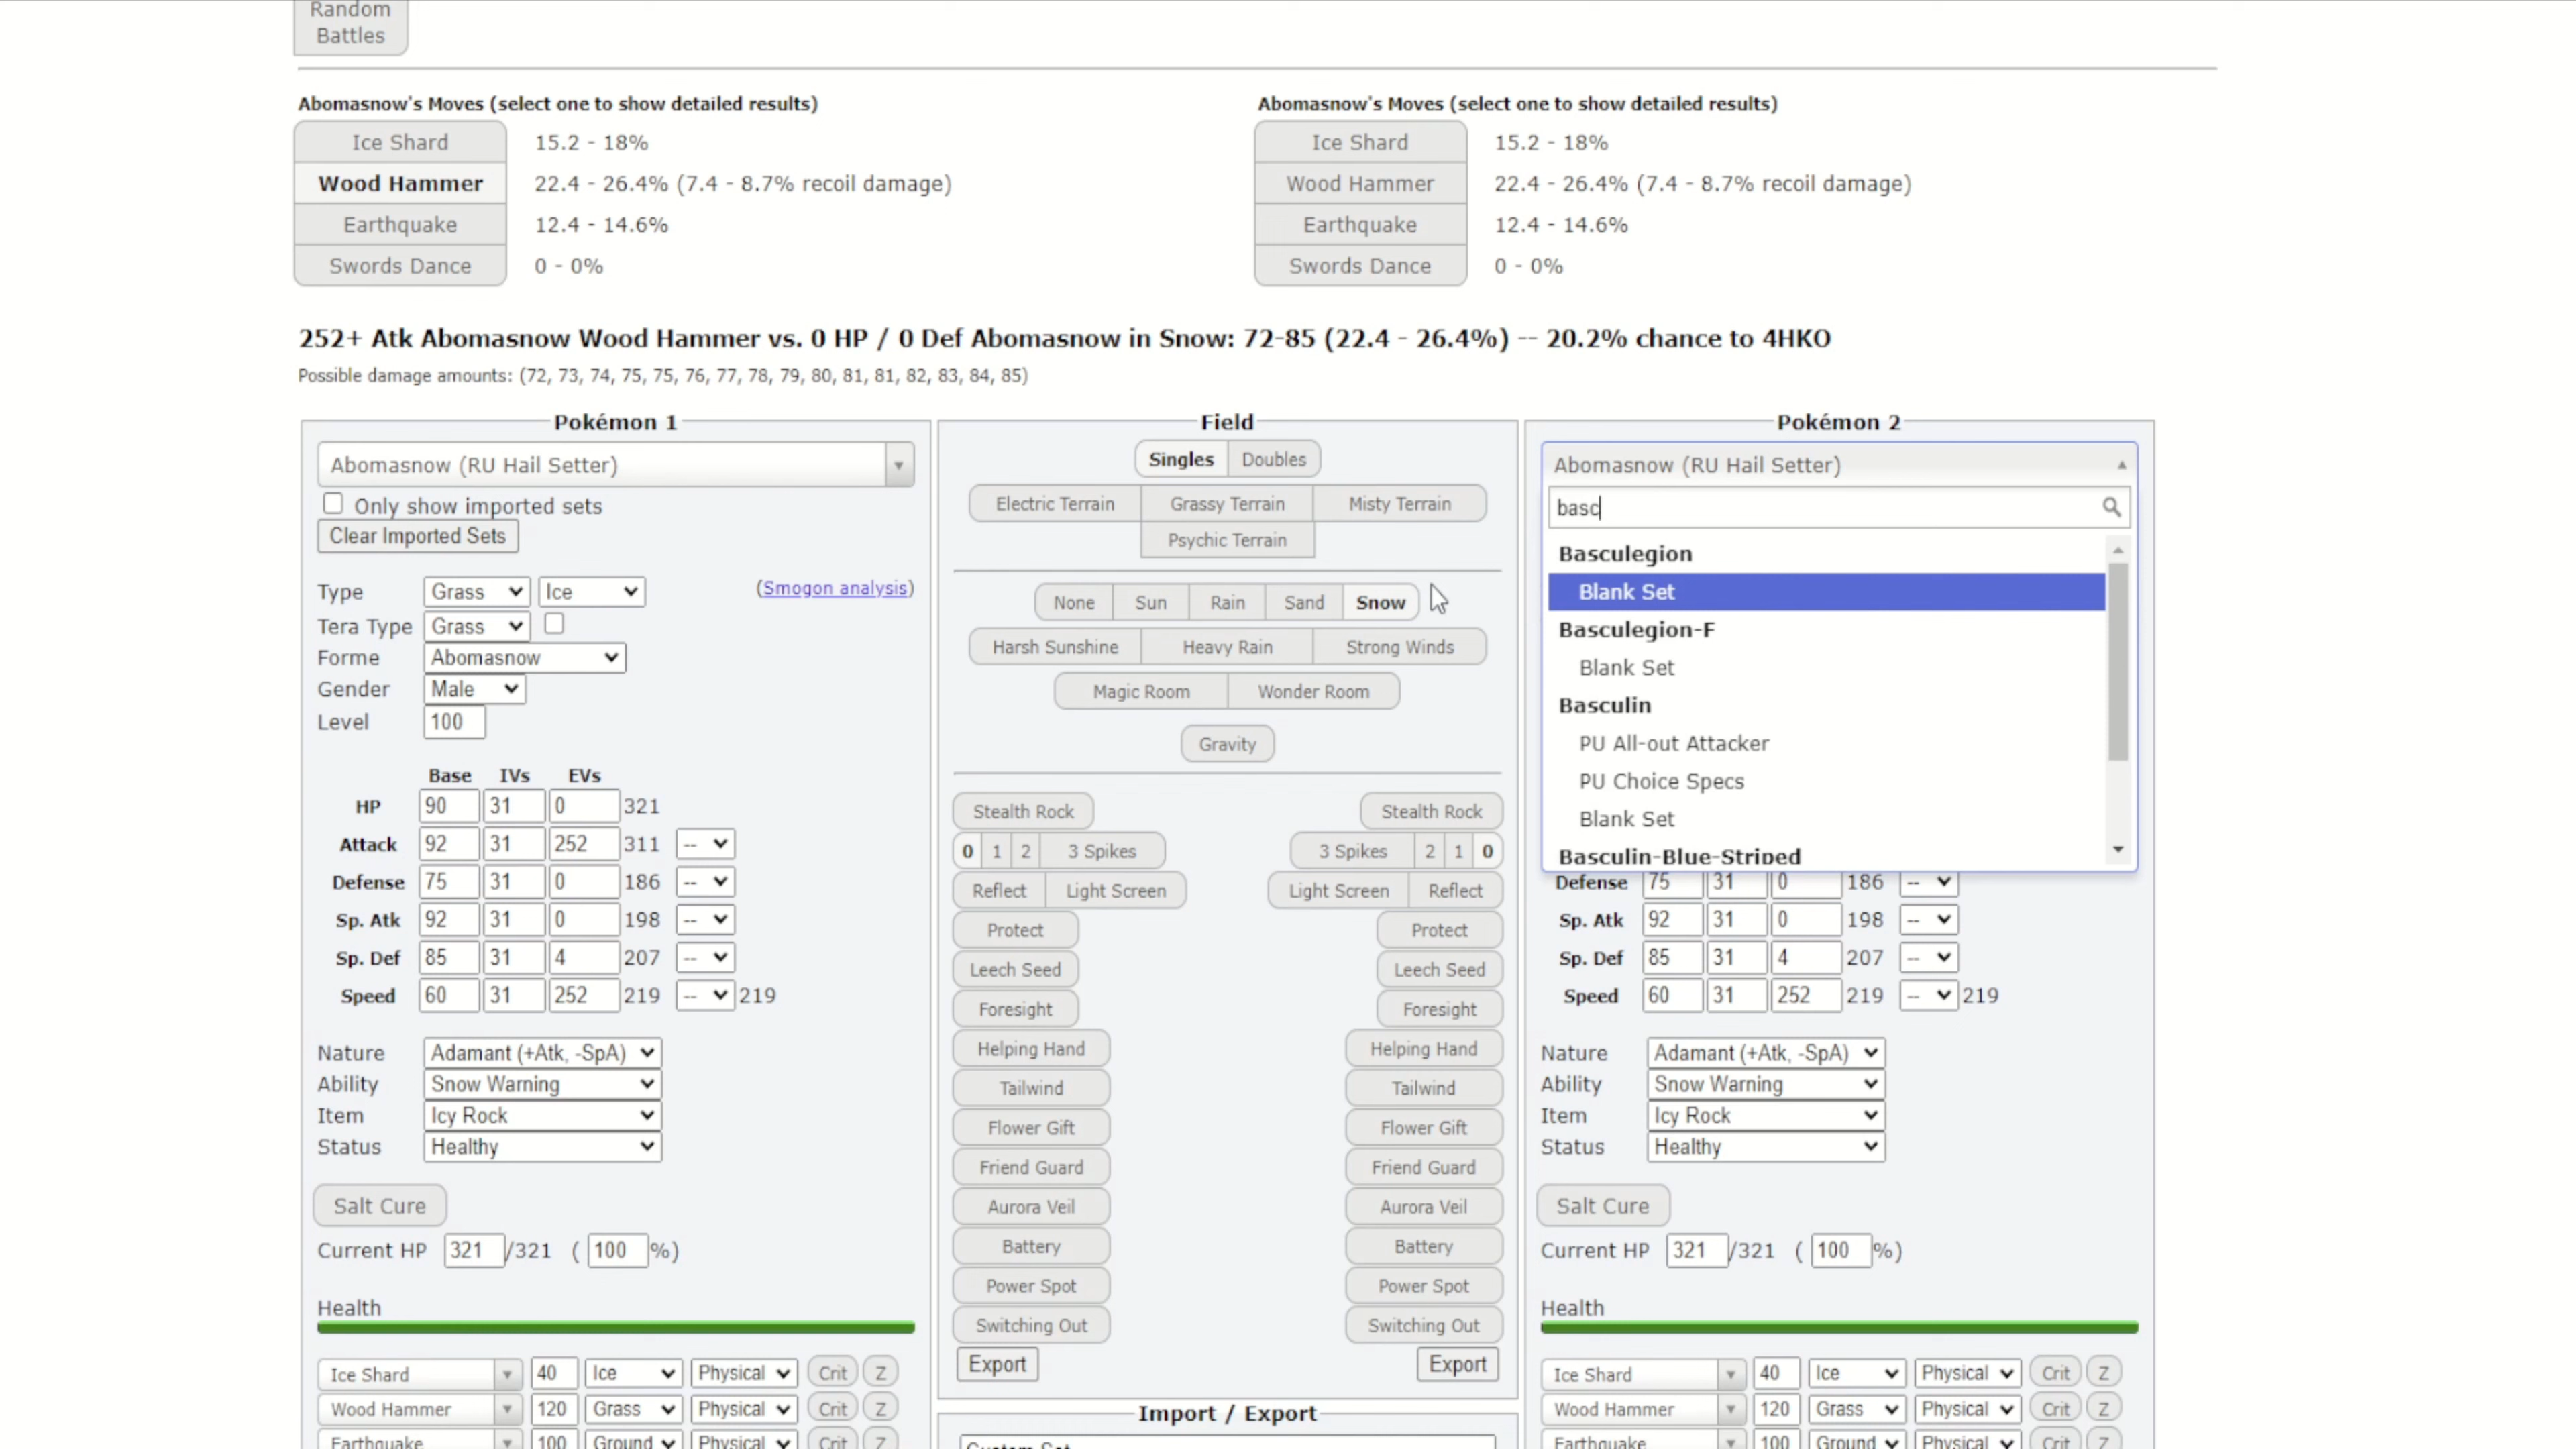 Random
Battles
Abomasnow's Moves (select one to show detailed results)
Ice Shard 15.2 - 18%
Wood Hammer 22.4 - 26.4% (7.4 - 8.7% recoil damage)
Earthquake 12.4 - 14.6%
Swords Dance 0 - 0%
Abomasnow's Moves (select one to show detailed results)
Ice Shard 15.2 - 18%
Wood Hammer 22.4 - 26.4% (7.4 - 8.7% recoil damage)
Earthquake 12.4 - 14.6%
Swords Dance 0 - 0%
252+ Atk Abomasnow Wood Hammer vs. 0 HP / 0 Def Abomasnow in Snow: 72-85 (22.4 - 26.4%) -- 20.2% chance to 4HKO
Possible damage amounts: (72, 73, 74, 75, 75, 76, 77, 78, 79, 80, 81, 81, 82, 83, 84, 85)
Pokémon 1
Abomasnow (RU Hail Setter)
Only show imported sets
Clear Imported Sets
Type Grass Ice (Smogon analysis)
Tera Type Grass
Forme Abomasnow
Gender Male
Level 100
Base IVs EVs
HP 90 31 0 321
Attack 92 31 252 311 --
Defense 75 31 0 186 --
Sp. Atk 92 31 0 198 --
Sp. Def 85 31 4 207 --
Speed 60 31 252 219 -- 219
Nature Adamant (+Atk, -SpA)
Ability Snow Warning
Item Icy Rock
Status Healthy
Salt Cure
Current HP 321 /321 ( 100 %)
Health
Ice Shard 40 Ice Physical Crit Z
Wood Hammer 120 Grass Physical Crit Z
Earthquake 100 Ground Physical Crit Z
Field
Singles Doubles
Electric Terrain Grassy Terrain Misty Terrain
Psychic Terrain
None Sun Rain Sand Snow
Harsh Sunshine Heavy Rain Strong Winds
Magic Room Wonder Room
Gravity
Stealth Rock Stealth Rock
0 1 2 3 Spikes 3 Spikes 2 1 0
Reflect Light Screen Light Screen Reflect
Protect Protect
Leech Seed Leech Seed
Foresight Foresight
Helping Hand Helping Hand
Tailwind Tailwind
Flower Gift Flower Gift
Friend Guard Friend Guard
Aurora Veil Aurora Veil
Battery Battery
Power Spot Power Spot
Switching Out Switching Out
Export Export
Import / Export
Custom Set
Pokémon 2
Abomasnow (RU Hail Setter)
basc
Basculegion
Blank Set
Basculegion-F
Blank Set
Basculin
PU All-out Attacker
PU Choice Specs
Blank Set
Basculin-Blue-Striped
Defense 75 31 0 186 --
Sp. Atk 92 31 0 198 --
Sp. Def 85 31 4 207 --
Speed 60 31 252 219 -- 219
Nature Adamant (+Atk, -SpA)
Ability Snow Warning
Item Icy Rock
Status Healthy
Salt Cure
Current HP 321 /321 ( 100 %)
Health
Ice Shard 40 Ice Physical Crit Z
Wood Hammer 120 Grass Physical Crit Z
Earthquake 100 Ground Physical Crit Z